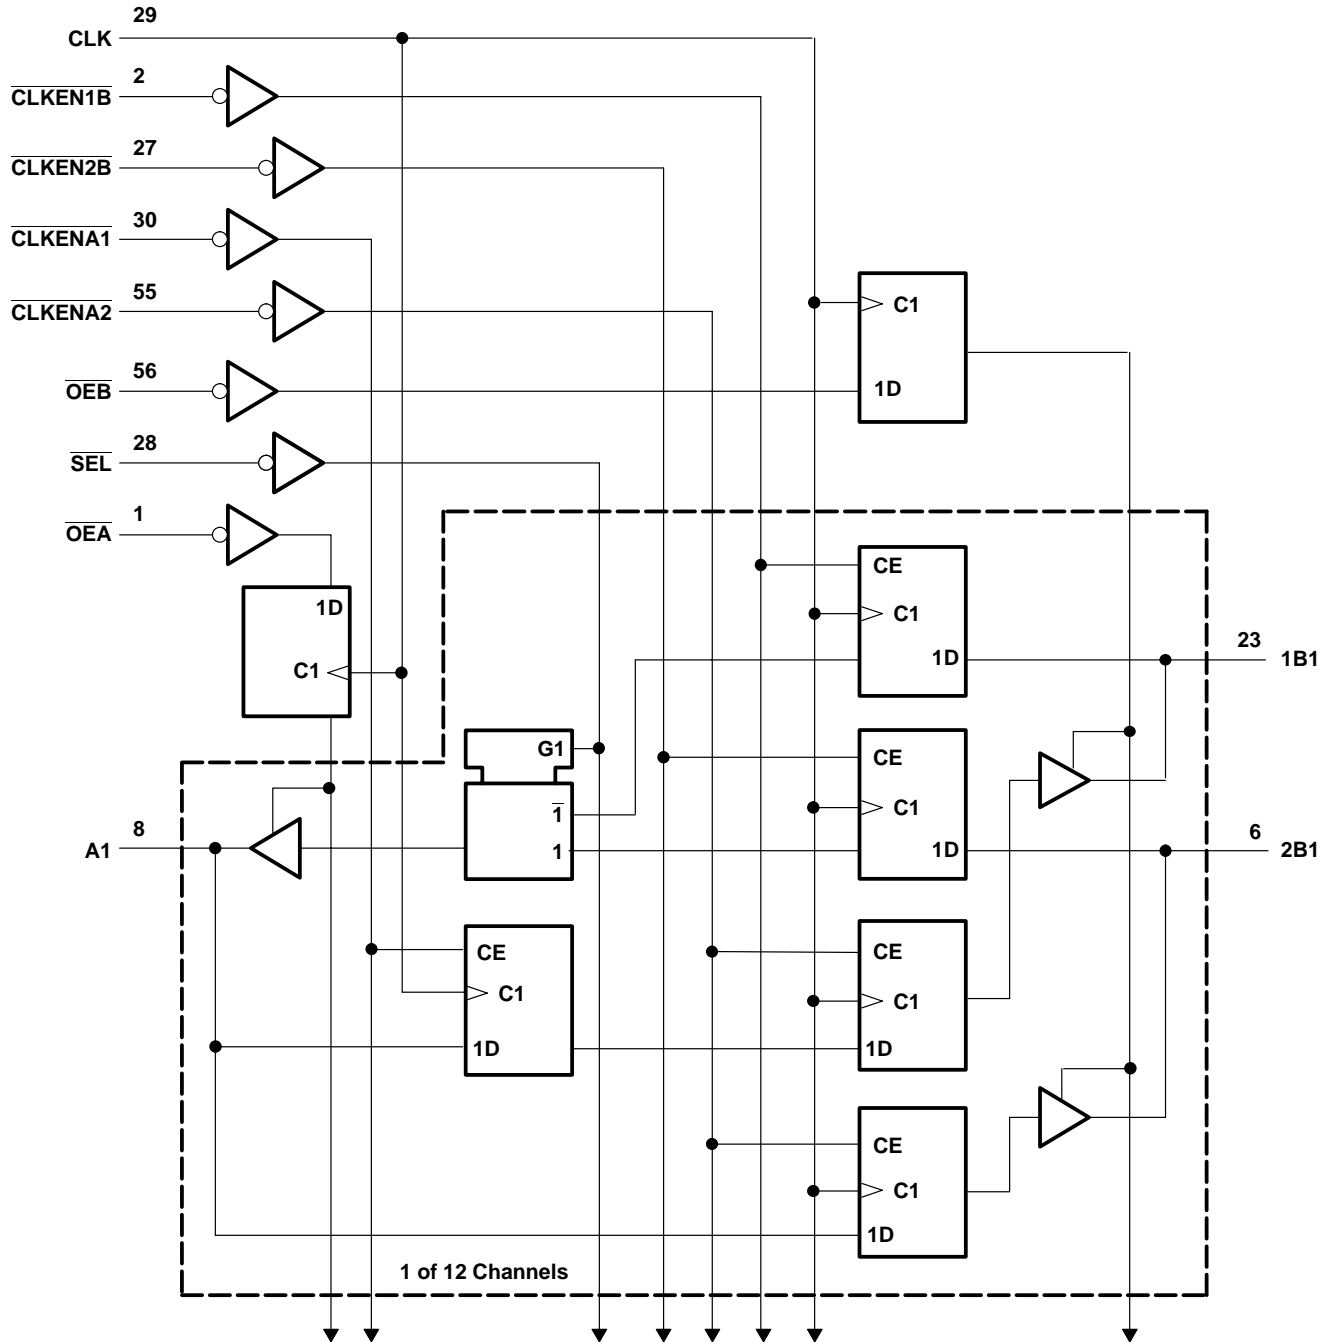 29
CLK
2
CLKEN1B
27
CLKEN2B
30
CLKENA1
55
CLKENA2
C1
56
OEB
1D
28
SEL
1
OEA
CE
1D
C1
23
1D
1B1
C1
G1
CE
1
C1
8
6
A1
1
1D
2B1
CE
CE
C1
C1
1D
1D
CE
C1
1D
1 of 12 Channels